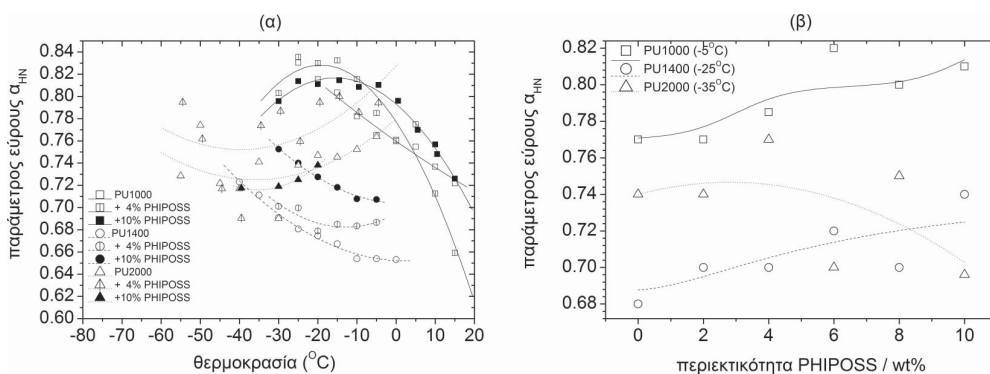 (α)
παράμετρος εύρους α_HN
0.84
0.82
0.80
0.78
0.76
0.74
0.72
0.70
0.68
0.66
0.64
0.62
0.60
PU1000
+ 4% PHIPOSS
+10% PHIPOSS
PU1400
+ 4% PHIPOSS
+10% PHIPOSS
PU2000
+ 4% PHIPOSS
+10% PHIPOSS
-80 -70 -60 -50 -40 -30 -20 -10 0 10 20
θερμοκρασία (°C)
(β)
παράμετρος εύρους α_HN
0.82
0.80
0.78
0.76
0.74
0.72
0.70
0.68
PU1000 (-5°C)
PU1400 (-25°C)
PU2000 (-35°C)
0 2 4 6 8 10
περιεκτικότητα PHIPOSS / wt%